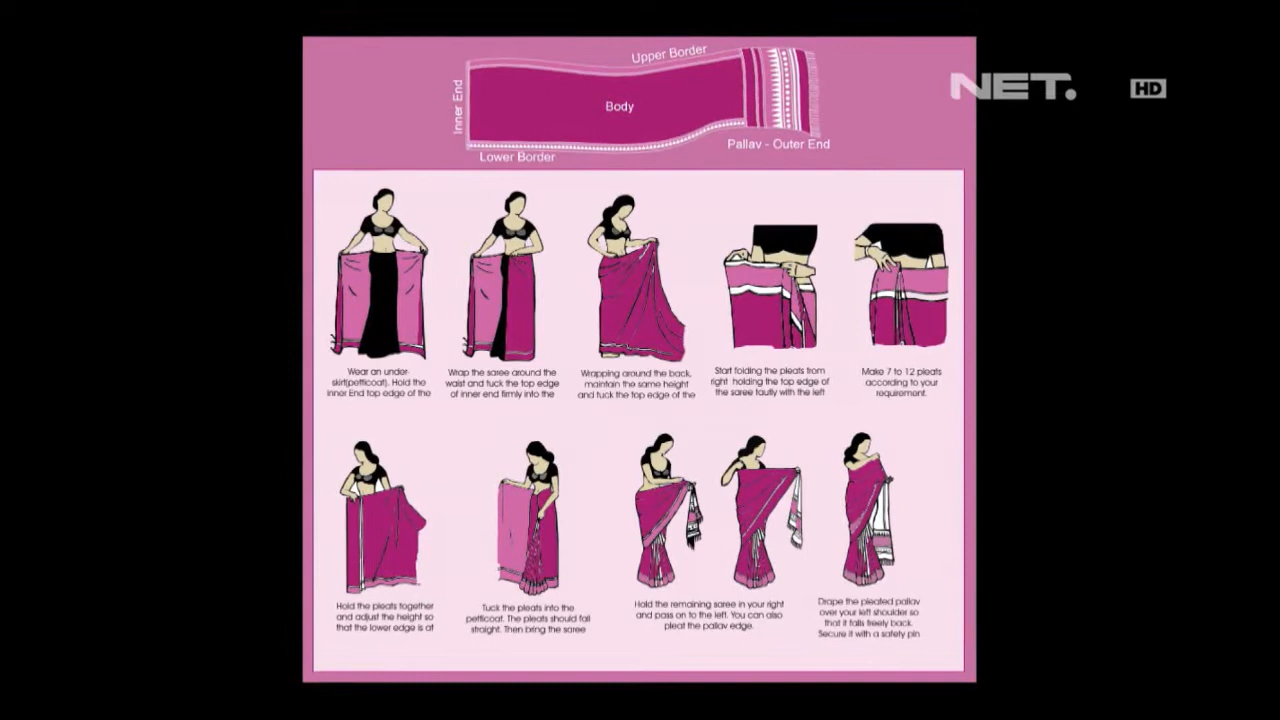 Upper Border
NET.
HD
Inner End
Body
Pallav - Outer End
Lower Border
Wear an under-
skirt(petticoat). Hold the
inner End top edge of the
Wrap the saree around the
waist and tuck the top edge
of inner end firmly into the
Wrapping around the back,
maintain the same height
and tuck the top edge of the
Start folding the pleats from
right holding the top edge of
the saree tautly with the left
Make 7 to 12 pleats
according to your
requirement.
Hold the pleats together
and adjust the height so
that the lower edge is at
Tuck the pleats into the
petticoat. The pleats should fall
straight. Then bring the saree
Hold the remaining saree in your right
and pass on to the left. You can also
pleat the pallav edge.
Drape the pleated pallav
over your left shoulder so
that it falls freely back.
Secure it with a safety pin